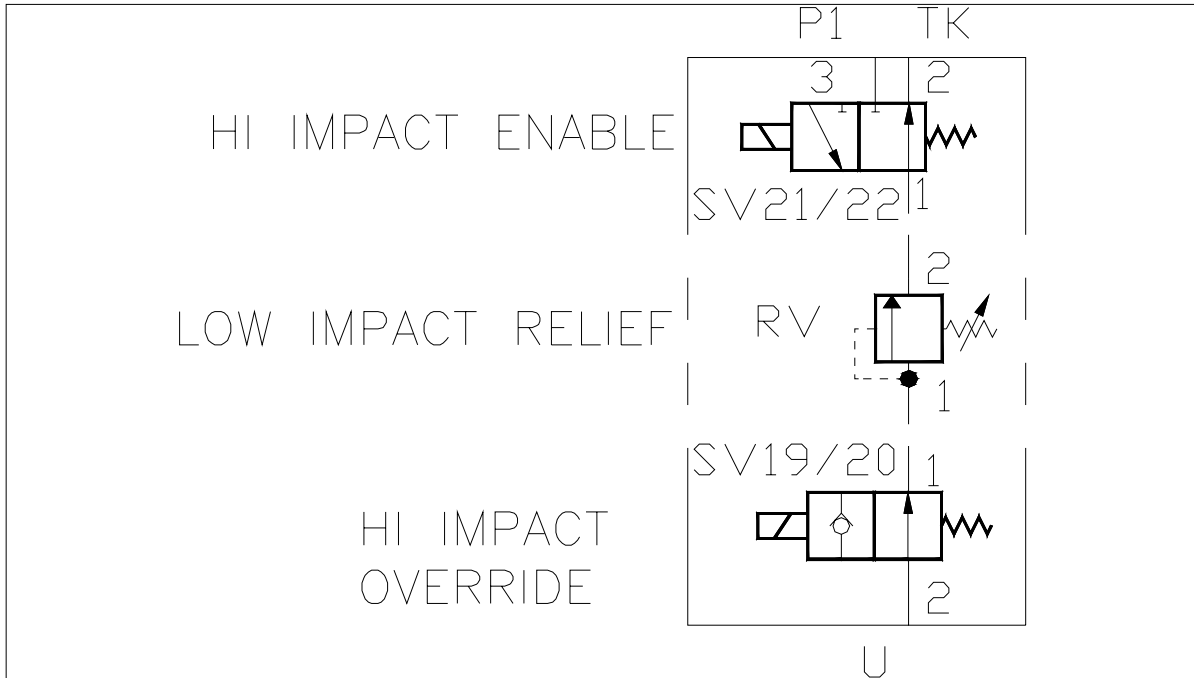 P1 TK
3 2
HI IMPACT ENABLE
SV21/22 1
2
LOW IMPACT RELIEF RV
1
SV19/20 1
HI IMPACT
OVERRIDE
2
U